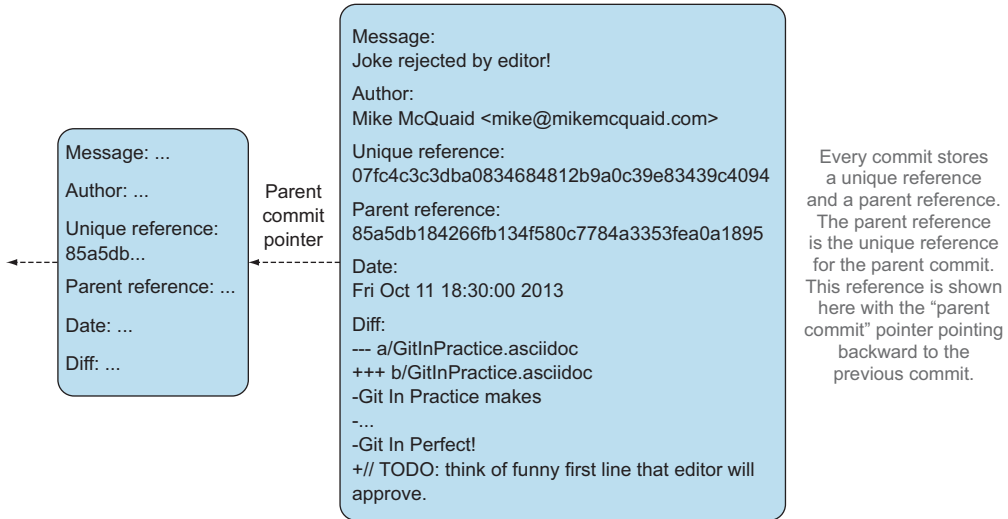 Message: ...
Author: ...
Unique reference:
85a5db...
Parent reference: ...
Date: ...
Diff: ...
Parent
commit
pointer
Message:
Joke rejected by editor!
Author:
Mike McQuaid <mike@mikemcquaid.com>
Unique reference:
07fc4c3c3dba0834684812b9a0c39e83439c4094
Parent reference:
85a5db184266fb134f580c7784a3353fea0a1895
Date:
Fri Oct 11 18:30:00 2013
Diff:
--- a/GitInPractice.asciidoc
+++ b/GitInPractice.asciidoc
-Git In Practice makes
-...
-Git In Perfect!
+// TODO: think of funny first line that editor will
approve.
Every commit stores
a unique reference
and a parent reference.
The parent reference
is the unique reference
for the parent commit.
This reference is shown
here with the “parent
commit” pointer pointing
backward to the
previous commit.